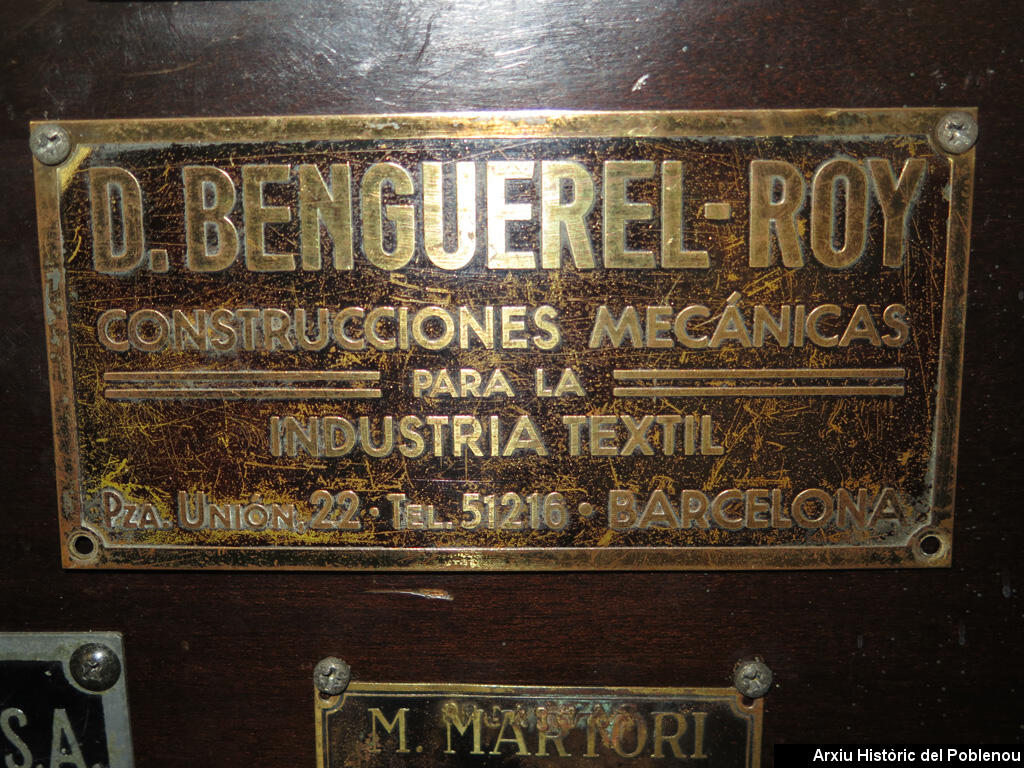 D. BENGUEREL-ROY
CONSTRUCCIONES MECÁNICAS
PARA LA
INDUSTRIA TEXTIL
PZA. UNIÓN, 22 · TEL. 51216 · BARCELONA
S.A.
M. MARTORI
Arxiu Històric del Poblenou